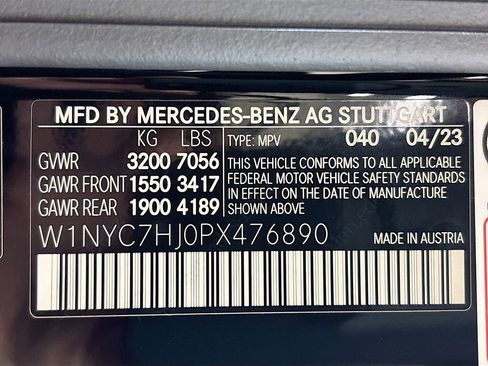 MFD BY MERCEDES-BENZ AG STUTTGART
KG LBS TYPE: MPV 040 04/23
GVWR 3200 7056
GAWR FRONT 1550 3417
GAWR REAR 1900 4189
THIS VEHICLE CONFORMS TO ALL APPLICABLE
FEDERAL MOTOR VEHICLE SAFETY STANDARDS
IN EFFECT ON THE DATE OF MANUFACTURE
SHOWN ABOVE.
W1NYC7HJ0PX476890 MADE IN AUSTRIA